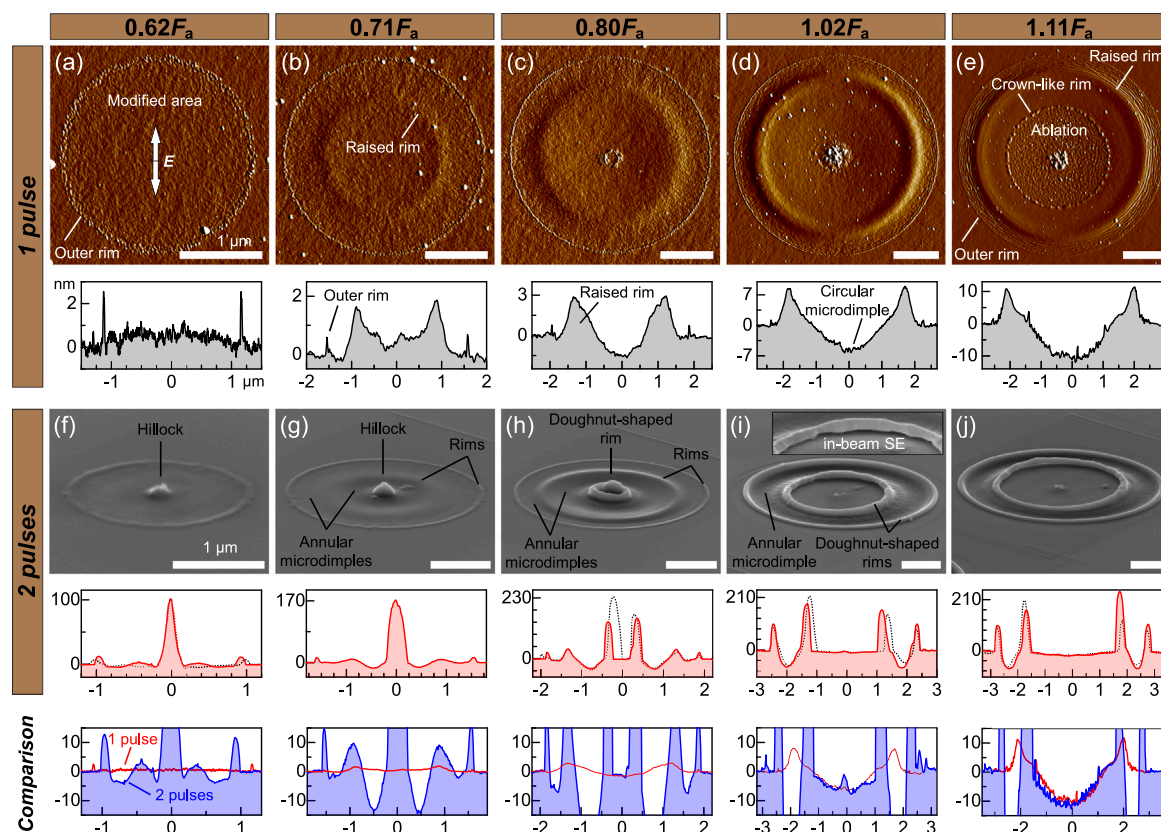 0.62Fa 0.71Fa 0.80Fa 1.02Fa 1.11Fa
1 pulse
(a) (b) (c) (d) (e)
Modified area
E
Outer rim
1 µm
Raised rim
Raised rim
Crown-like rim
Ablation
Outer rim
nm
2
0
-1 0 1 µm
2
1
0
Outer rim
-2 -1 0 1 2
3
0
Raised rim
-2 -1 0 1 2
7
0
-7
Circular
microdimple
-2 -1 0 1 2
10
0
-10
-2 0 2
2 pulses
(f) (g) (h) (i) (j)
Hillock
1 µm
Hillock
Rims
Annular
microdimples
Doughnut-shaped
rim
Rims
Annular
microdimples
in-beam SE
Annular
microdimple
Doughnut-shaped
rims
100
0
-1 0 1
170
0
-1 0 1
230
0
-2 -1 0 1 2
210
0
-3 -2 -1 0 1 2 3
210
0
-3 -2 -1 0 1 2 3
Comparison
10
0
-10
1 pulse
2 pulses
-1 0 1
10
0
-10
-1 0 1
10
0
-10
-2 -1 0 1 2
10
0
-10
-3 -2 -1 0 1 2 3
10
0
-10
-2 0 2